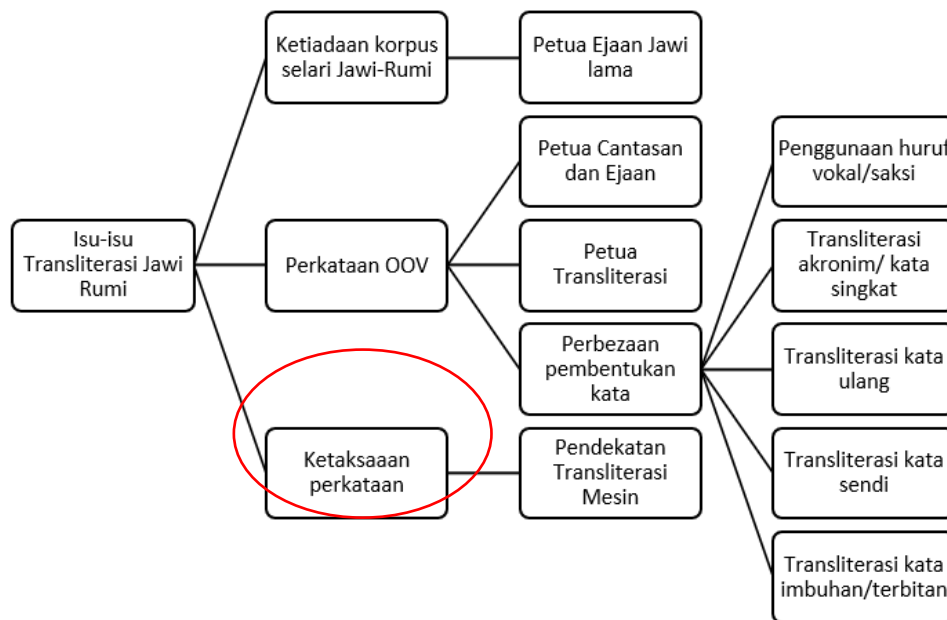 Isu-isu
Transliterasi Jawi
Rumi
Ketiadaan korpus
selari Jawi-Rumi
Petua Ejaan Jawi
lama
Perkataan OOV
Petua Cantasan
dan Ejaan
Petua
Transliterasi
Perbezaan
pembentukan
kata
Penggunaan huruf
vokal/saksi
Transliterasi
akronim/ kata
singkat
Transliterasi kata
ulang
Transliterasi kata
sendi
Transliterasi kata
imbuhan/terbitan
Ketaksaaan
perkataan
Pendekatan
Transliterasi
Mesin